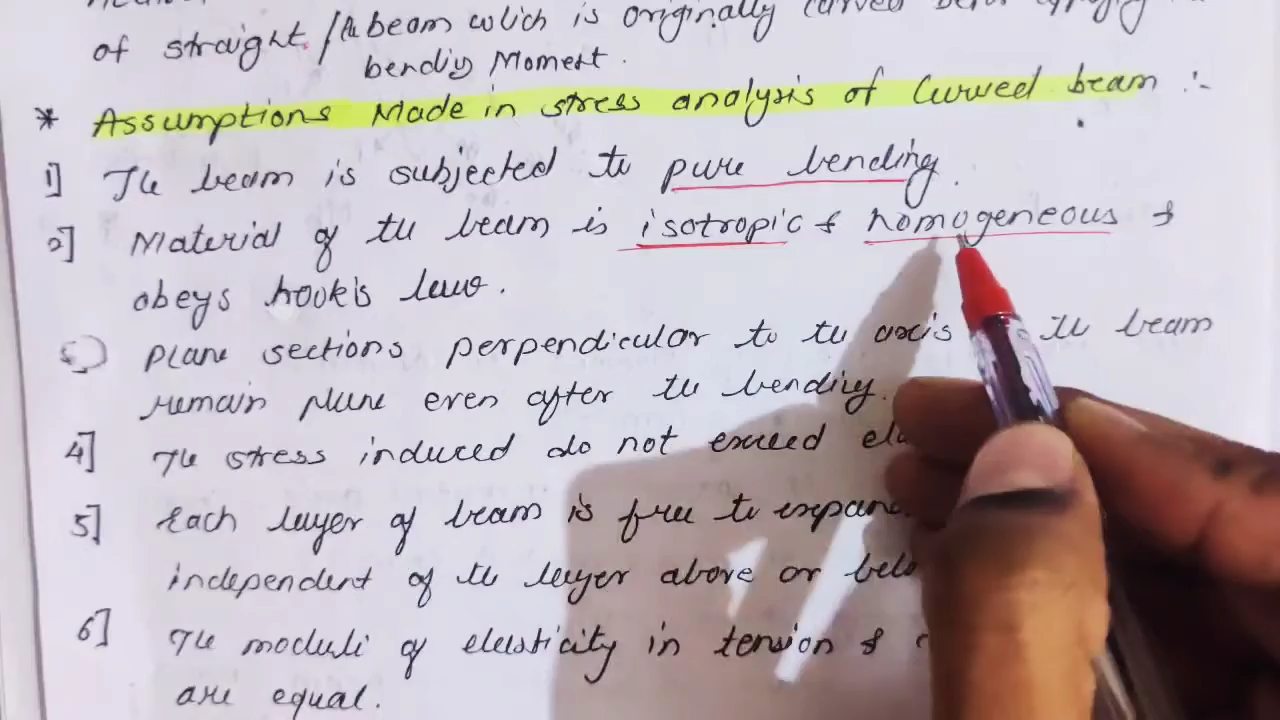 of straight / the beam which is originally curved
bending Moment.
* Assumptions Made in stress analysis of Curved beam :-
1] The beam is subjected to pure bending.
2] Material of the beam is isotropic & homogeneous &
obeys hook's law.
plane sections perpendicular to the axis the beam
remain plane even after the bending.
4] The stress induced do not exceed
5] Each layer of beam is free to
independent of the layer above or
6] The moduli of elasticity in tension &
are equal.